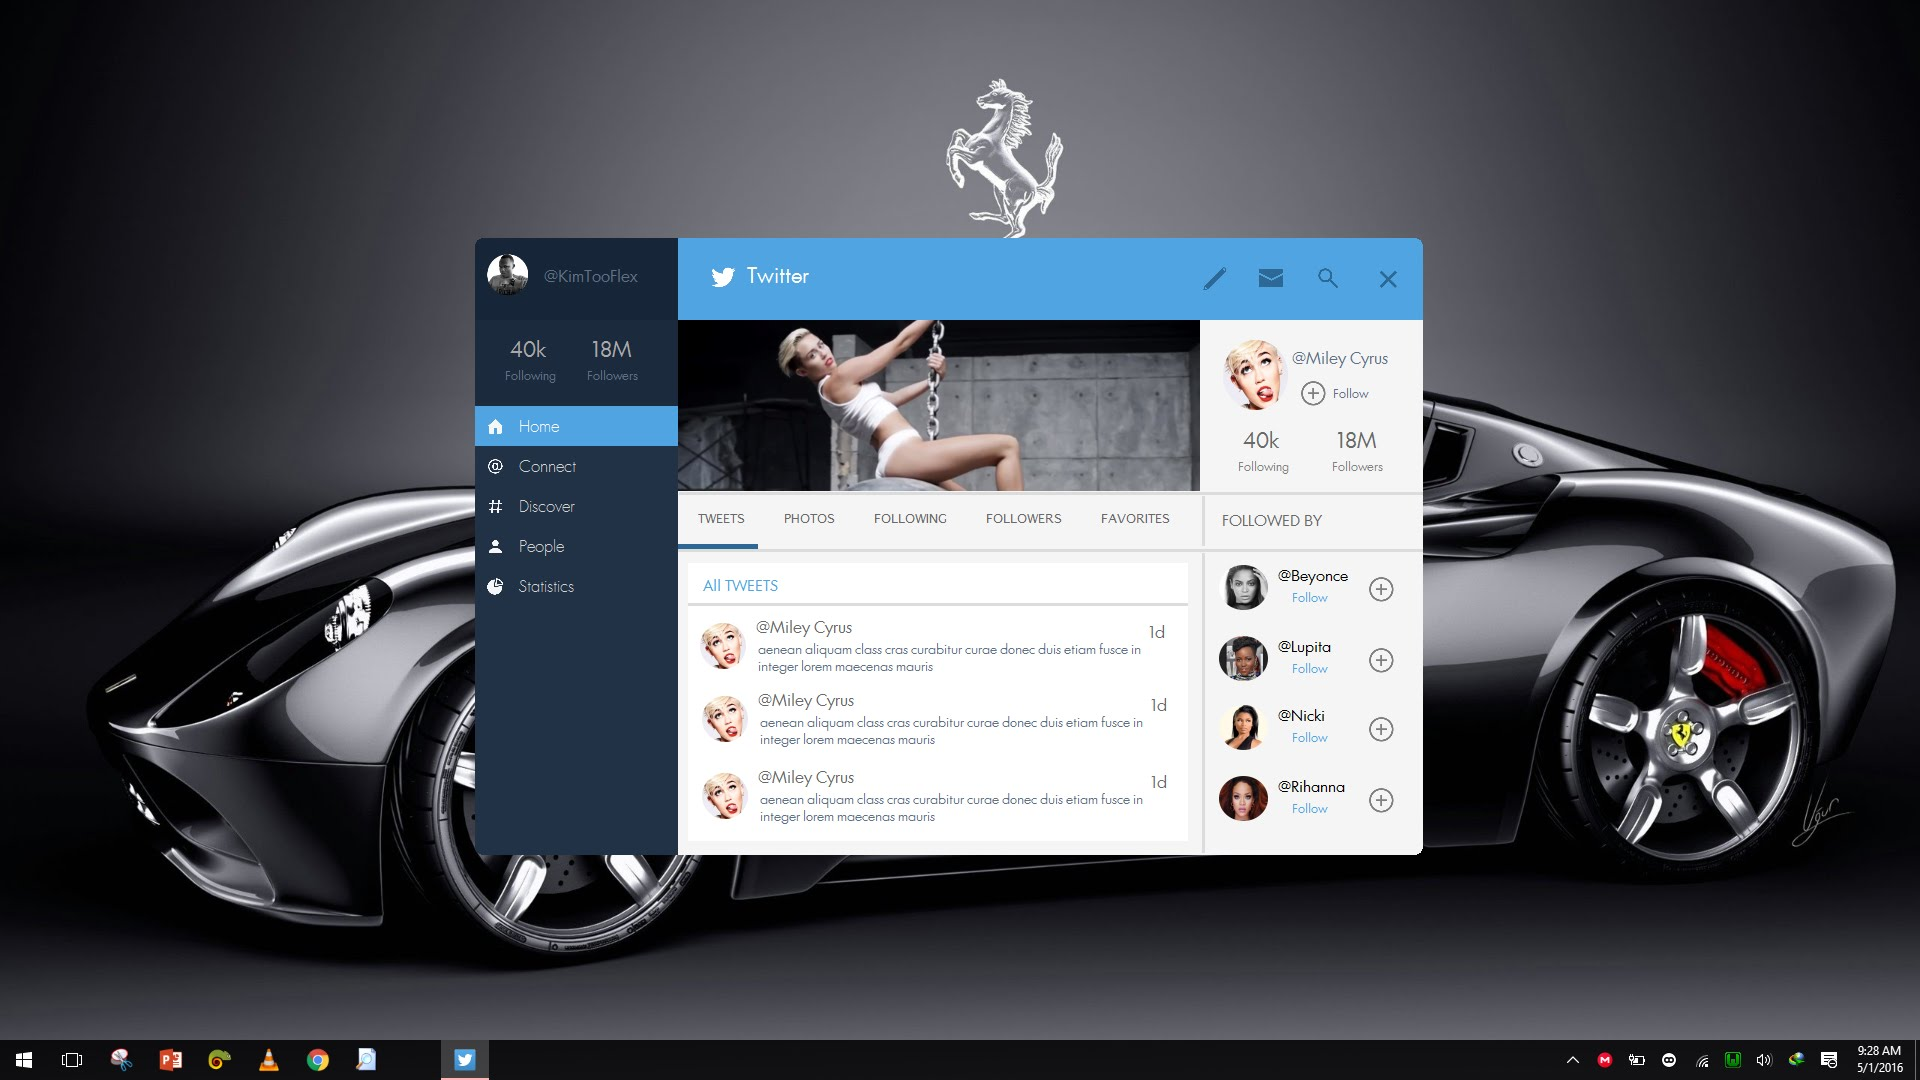 @KimTooFlex
Twitter
40k
18M
Following
Followers
Home
Connect
Discover
People
Statistics
@Miley Cyrus
Follow
40k
18M
Following
Followers
TWEETS
PHOTOS
FOLLOWING
FOLLOWERS
FAVORITES
FOLLOWED BY
All TWEETS
@Miley Cyrus
1d
aenean aliquam class cras curabitur curae donec duis etiam fusce in
integer lorem maecenas mauris
@Miley Cyrus
1d
aenean aliquam class cras curabitur curae donec duis etiam fusce in
integer lorem maecenas mauris
@Miley Cyrus
1d
aenean aliquam class cras curabitur curae donec duis etiam fusce in
integer lorem maecenas mauris
@Beyonce
Follow
@Lupita
Follow
@Nicki
Follow
@Rihanna
Follow
9:28 AM
5/1/2016